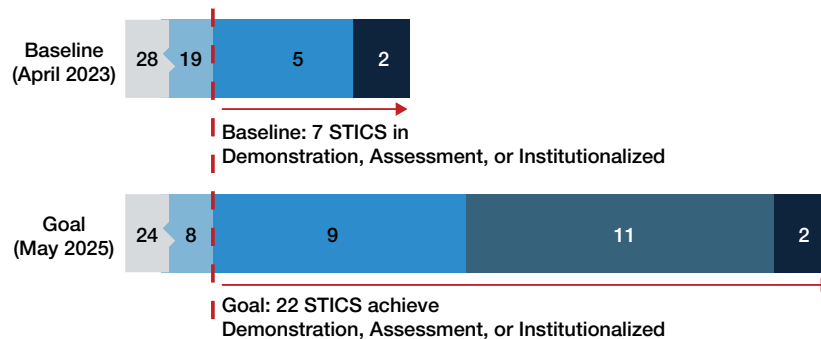 Baseline
(April 2023)
28 19 5 2
Baseline: 7 STICS in
Demonstration, Assessment, or Institutionalized
Goal
(May 2025)
24 8 9 11 2
Goal: 22 STICS achieve
Demonstration, Assessment, or Institutionalized